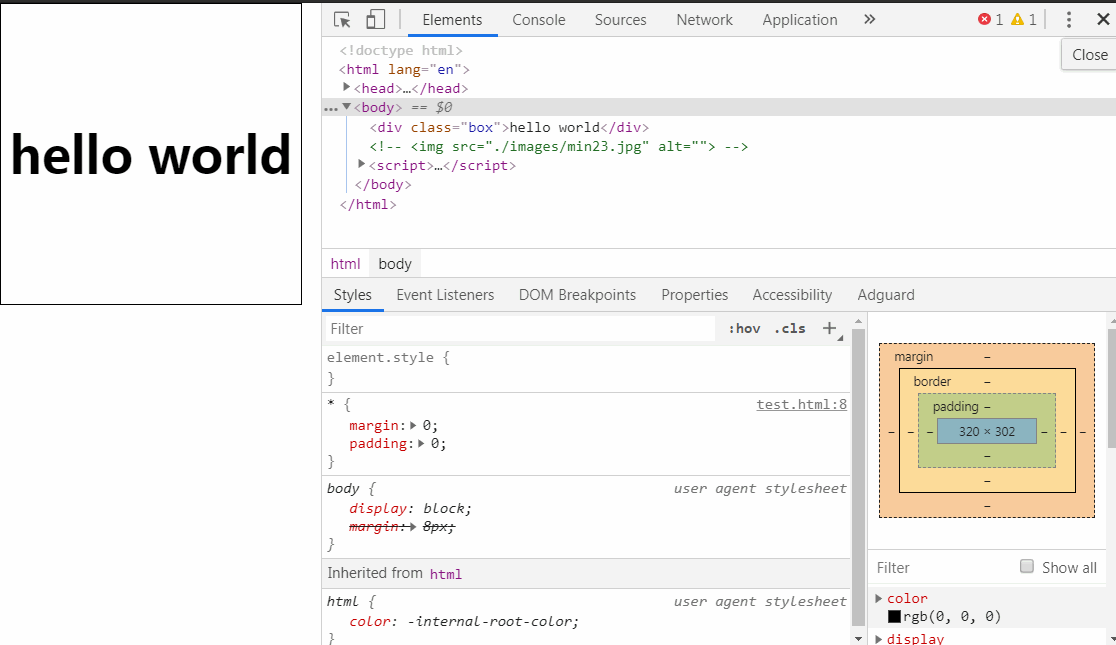 hello world
Elements Console Sources Network Application » 1 1
Close
<!doctype html>
<html lang="en">
<head>…</head>
<body> == $0
<div class="box">hello world</div>
<!-- <img src="./images/min23.jpg" alt=""> -->
<script>…</script>
</body>
</html>
html body
Styles Event Listeners DOM Breakpoints Properties Accessibility Adguard
Filter :hov .cls +
element.style {
}
* { test.html:8
margin: 0;
padding: 0;
}
body { user agent stylesheet
display: block;
margin: 8px;
}
Inherited from html
html { user agent stylesheet
color: -internal-root-color;
}
margin –
border –
padding –
– – – 320 × 302 – – –
–
–
–
Filter Show all
color
rgb(0, 0, 0)
display